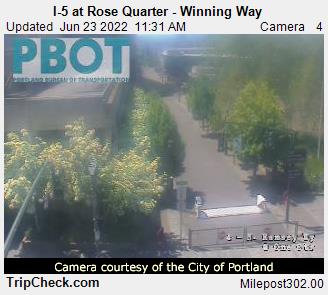 I-5 at Rose Quarter - Winning Way
Updated Jun 23 2022 11:31 AM Camera 4
PBOT
PORTLAND BUREAU OF TRANSPORTATION
Camera courtesy of the City of Portland
TripCheck.com Milepost302.00